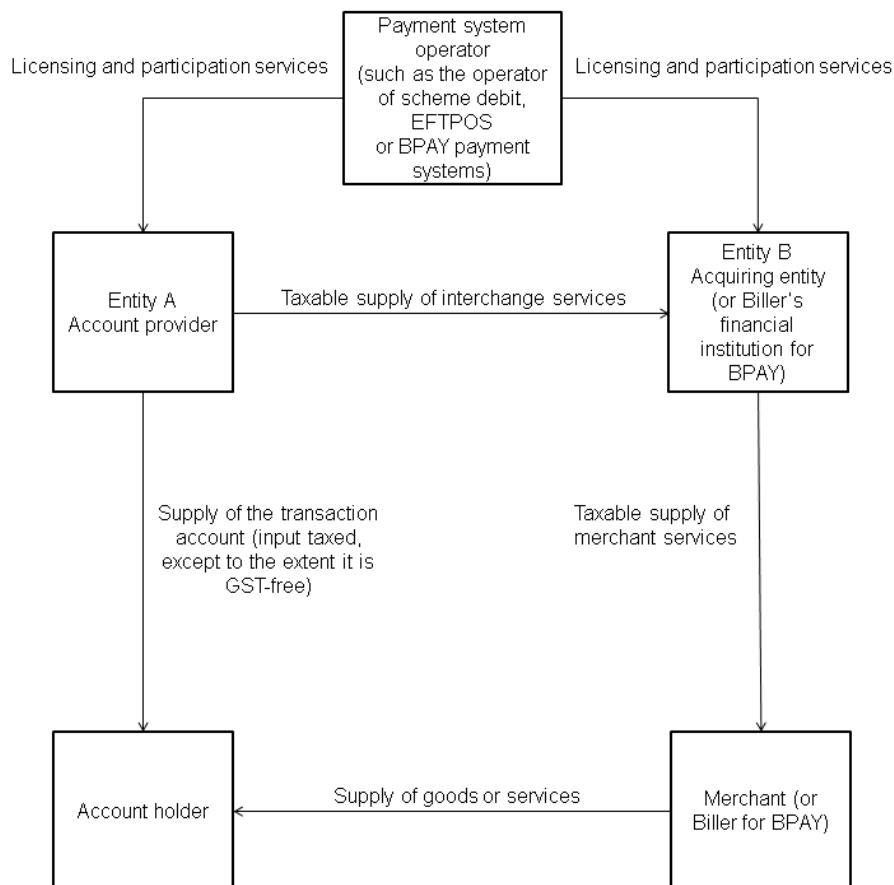 Payment system
operator
(such as the operator
of scheme debit,
EFTPOS
or BPAY payment
systems)
Licensing and participation services
Licensing and participation services
Entity A
Account provider
Taxable supply of interchange services
Entity B
Acquiring entity
(or Biller's
financial
institution for
BPAY)
Supply of the transaction
account (input taxed,
except to the extent it is
GST-free)
Taxable supply of
merchant services
Account holder
Supply of goods or services
Merchant (or
Biller for BPAY)